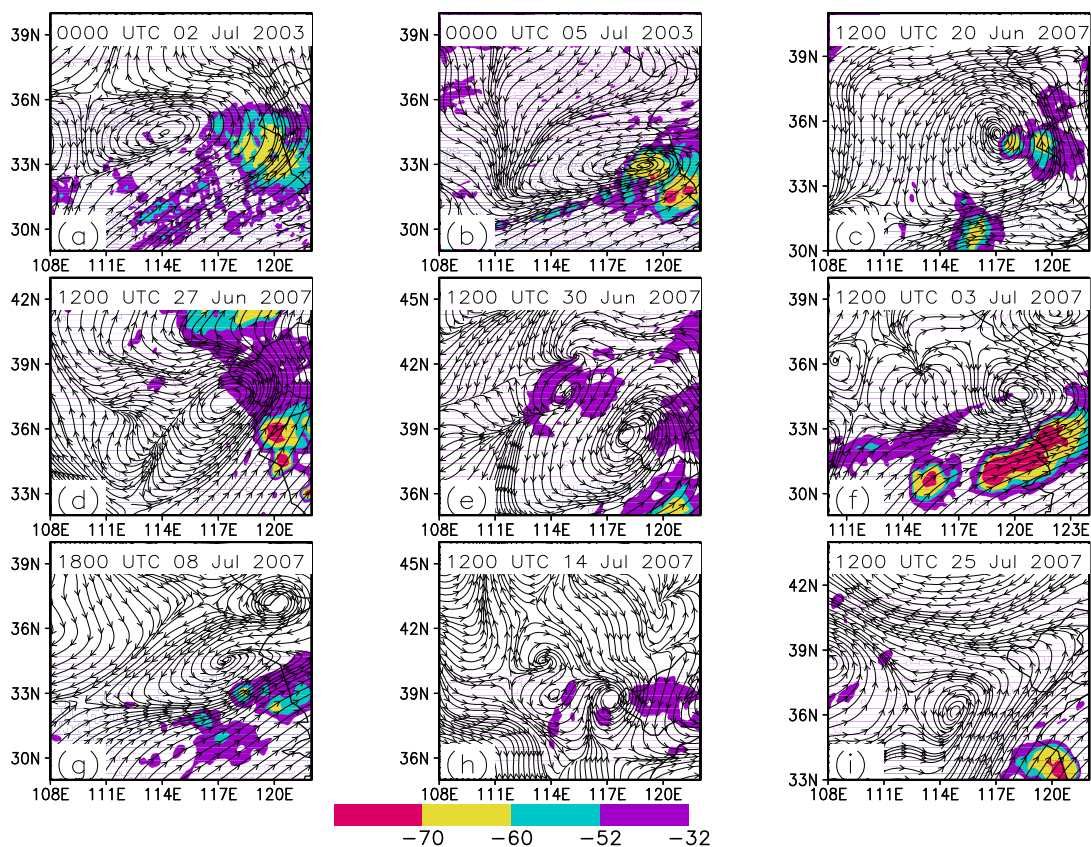 0000 UTC 02 Jul 2003
39N
36N
33N
30N
(a)
108E 111E 114E 117E 120E
0000 UTC 05 Jul 2003
39N
36N
33N
30N
(b)
108E 111E 114E 117E 120E
1200 UTC 20 Jun 2007
39N
36N
33N
30N
(c)
108E 111E 114E 117E 120E
1200 UTC 27 Jun 2007
42N
39N
36N
33N
(d)
108E 111E 114E 117E 120E
1200 UTC 30 Jun 2007
45N
42N
39N
36N
(e)
108E 111E 114E 117E 120E
1200 UTC 03 Jul 2007
39N
36N
33N
30N
(f)
111E 114E 117E 120E 123E
1800 UTC 08 Jul 2007
39N
36N
33N
30N
(g)
108E 111E 114E 117E 120E
1200 UTC 14 Jul 2007
45N
42N
39N
36N
(h)
108E 111E 114E 117E 120E
1200 UTC 25 Jul 2007
42N
39N
36N
33N
(i)
108E 111E 114E 117E 120E
−70 −60 −52 −32